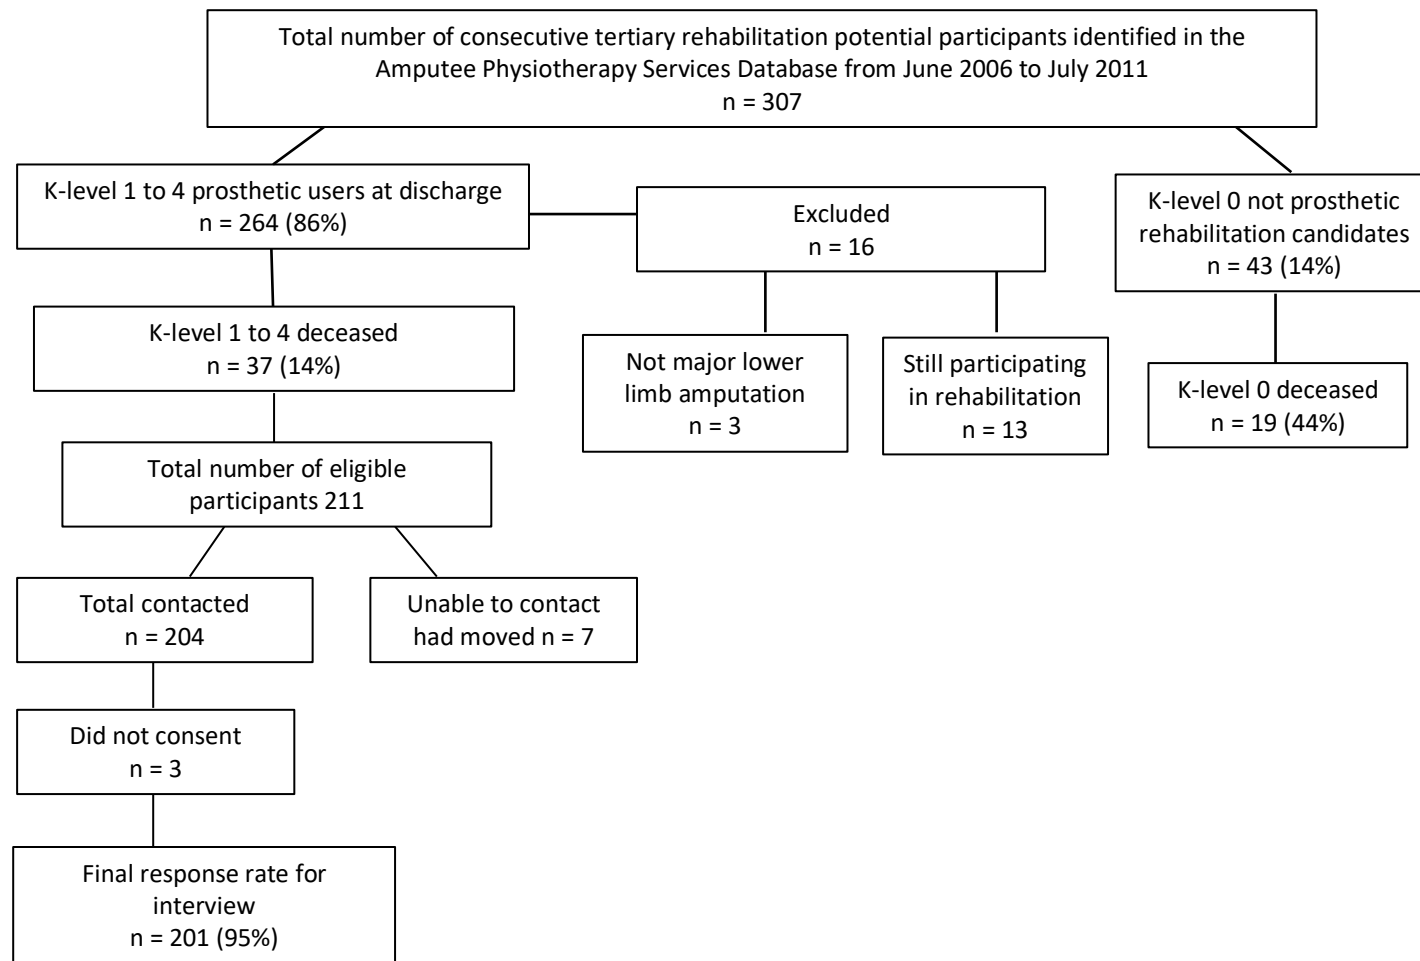 Total number of consecutive tertiary rehabilitation potential participants identified in the
Amputee Physiotherapy Services Database from June 2006 to July 2011
n = 307
K-level 1 to 4 prosthetic users at discharge
n = 264 (86%)
Excluded
n = 16
K-level 0 not prosthetic
rehabilitation candidates
n = 43 (14%)
K-level 1 to 4 deceased
n = 37 (14%)
Not major lower
limb amputation
n = 3
Still participating
in rehabilitation
n = 13
K-level 0 deceased
n = 19 (44%)
Total number of eligible
participants 211
Total contacted
n = 204
Unable to contact
had moved n = 7
Did not consent
n = 3
Final response rate for
interview
n = 201 (95%)